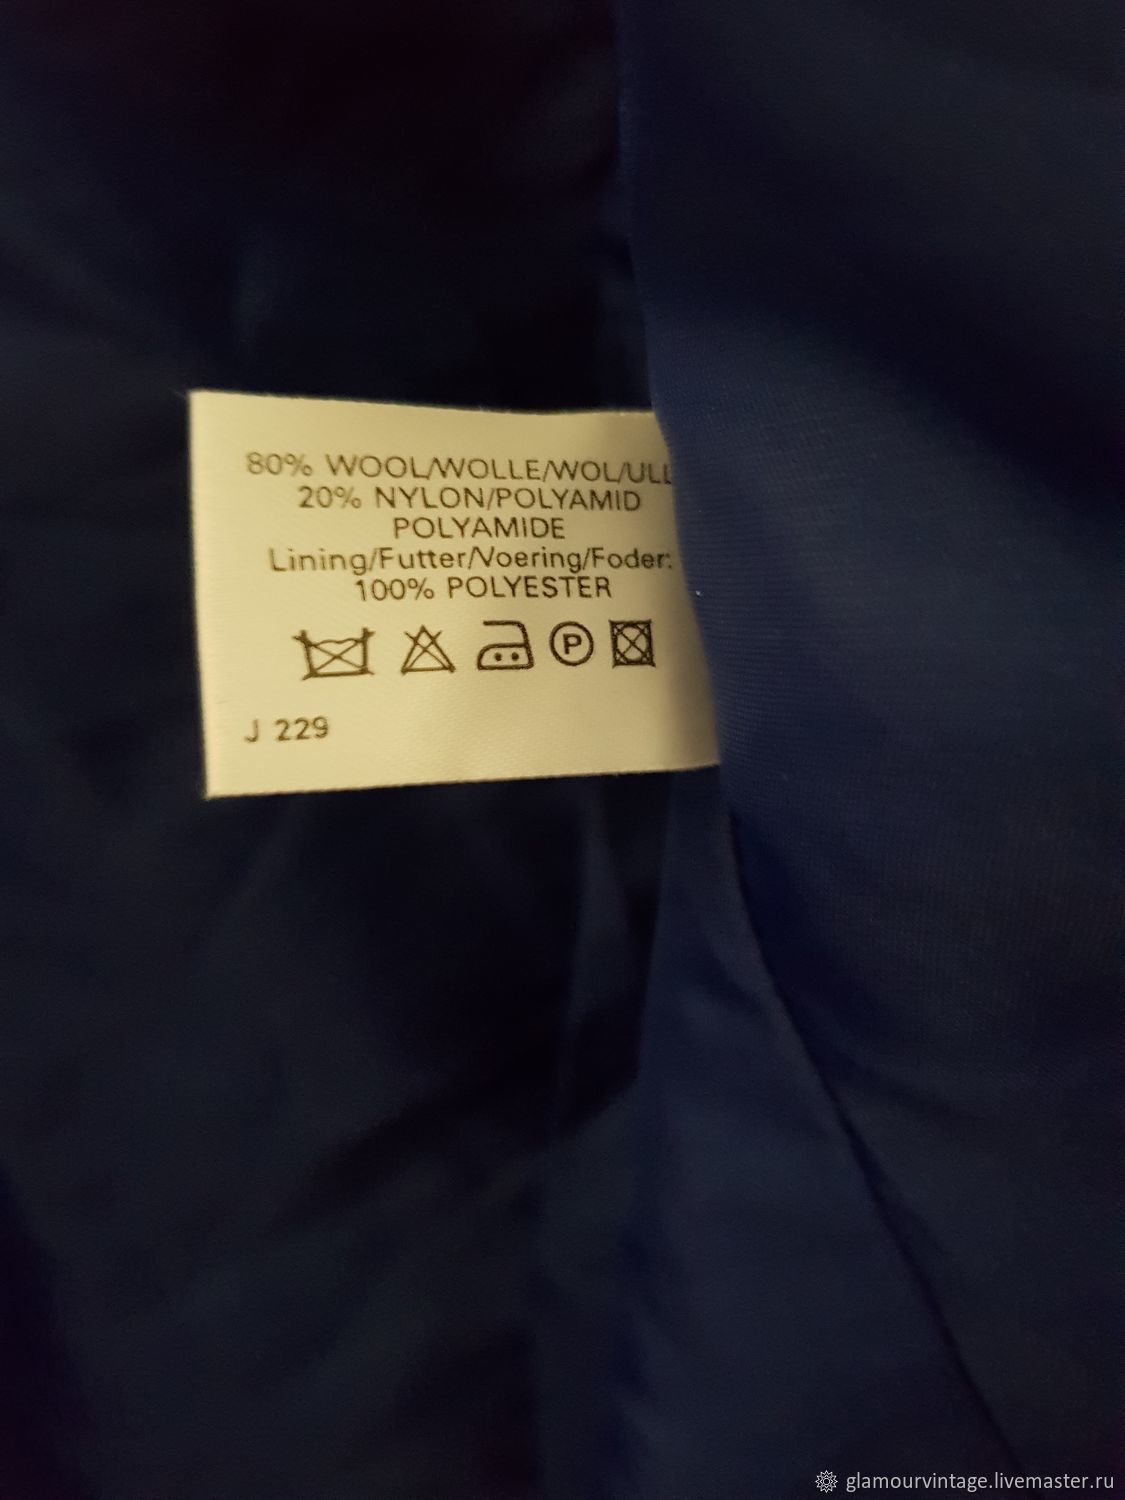 80% WOOL/WOLLE/WOL/ULL
20% NYLON/POLYAMID
POLYAMIDE
Lining/Futter/Voering/Foder:
100% POLYESTER
P
J 229
glamourvintage.livemaster.ru